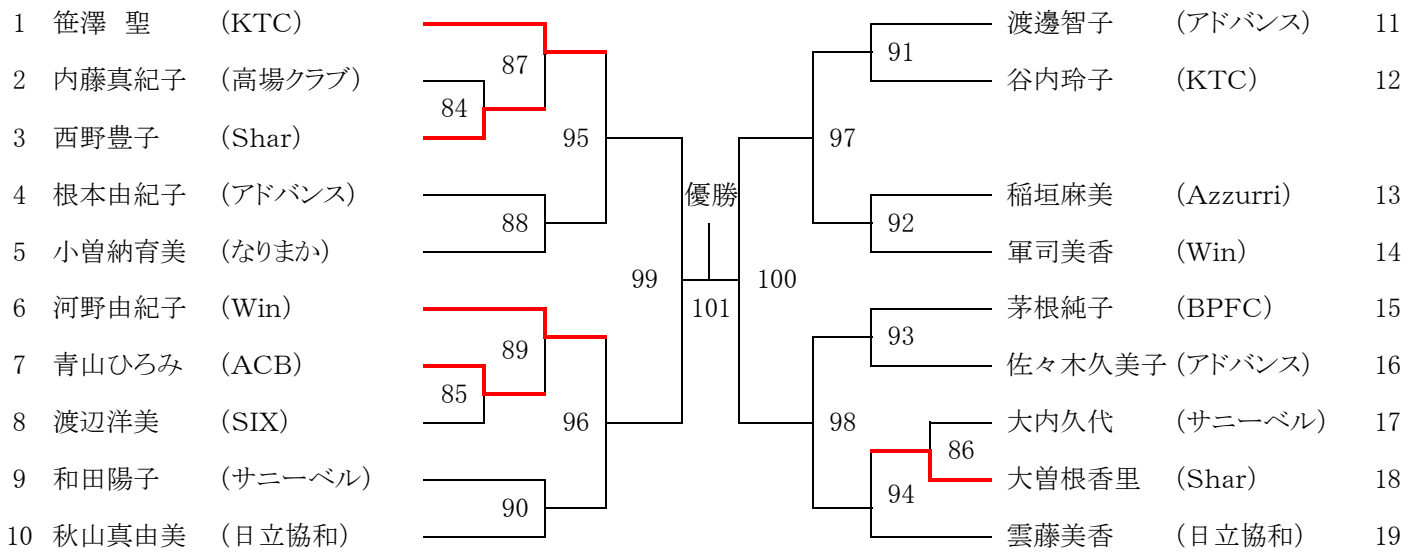 1 笹澤 聖 (KTC)
2 内藤真紀子 (高場クラブ)
3 西野豊子 (Shar)
4 根本由紀子 (アドバンス)
5 小曽納育美 (なりまか)
6 河野由紀子 (Win)
7 青山ひろみ (ACB)
8 渡辺洋美 (SIX)
9 和田陽子 (サニーベル)
10 秋山真由美 (日立協和)
87
84
95
88
99
89
85
96
90
優勝
101
100
91
97
92
93
98
86
94
渡邊智子 (アドバンス) 11
谷内玲子 (KTC) 12
稲垣麻美 (Azzurri) 13
軍司美香 (Win) 14
茅根純子 (BPFC) 15
佐々木久美子 (アドバンス) 16
大内久代 (サニーベル) 17
大曽根香里 (Shar) 18
雲藤美香 (日立協和) 19